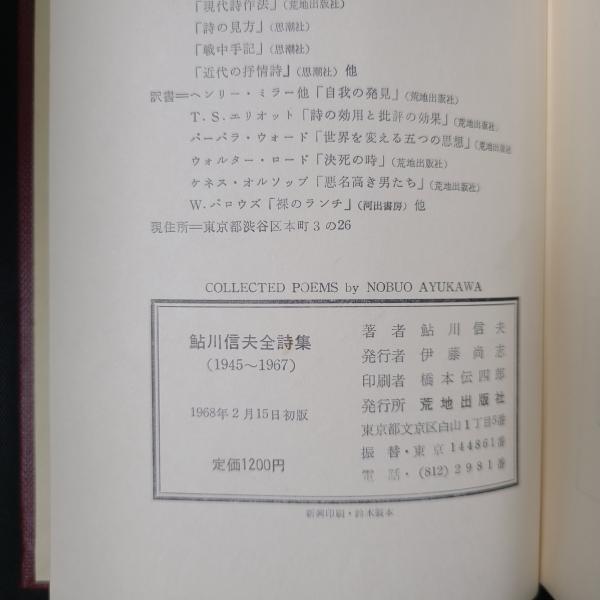 「現代詩作法」(荒地出版社)
「詩の見方」(思潮社)
「戦中手記」(思潮社)
「近代の抒情詩」(思潮社) 他
訳書=ヘンリー・ミラー他「自我の発見」(荒地出版社)
T.S.エリオット「詩の効用と批評の効果」(荒地出版社)
バーバラ・ウォード「世界を変える五つの思想」(荒地出版社
ウォルター・ロード「決死の時」(荒地出版社)
ケネス・オルソップ「悪名高き男たち」(荒地出版社)
W.バロウズ「裸のランチ」(河出書房) 他
現住所=東京都渋谷区本町3の26
COLLECTED POEMS by NOBUO AYUKAWA
鮎川信夫全詩集
(1945〜1967)
1968年2月15日初版
定価1200円
著者 鮎川信夫
発行者 伊藤尚志
印刷者 橋本伝四郎
発行所 荒地出版社
東京都文京区白山1丁目5番
振替・東京144861番
電話・(812)2981番
新興印刷・鈴木製本